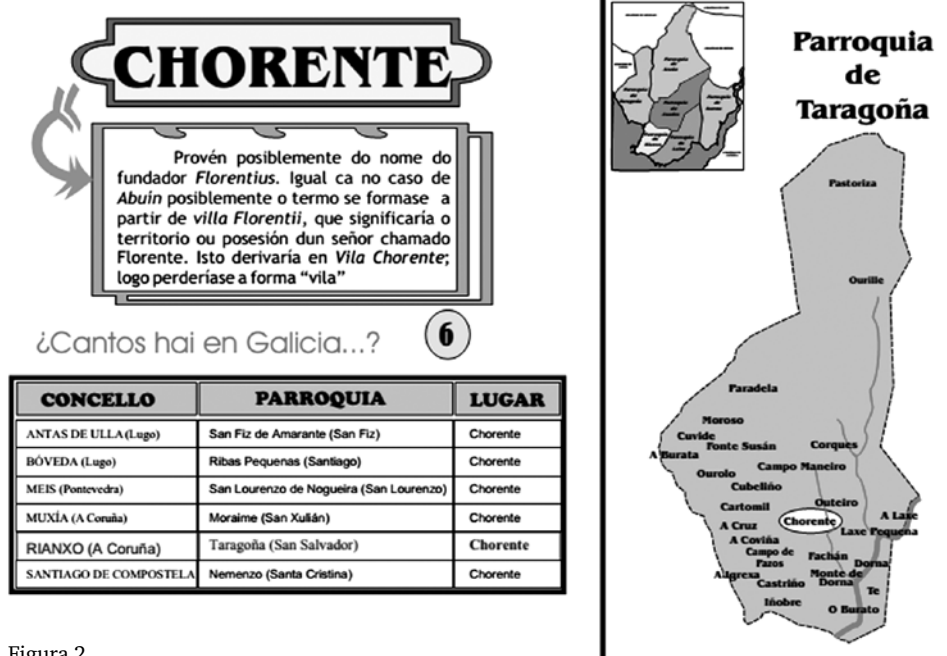 CHORENTE
Provén posiblemente do nome do
fundador Florentius. Igual ca no caso de
Abuín posiblemente o termo se formase a
partir de villa Florentii, que significaría o
territorio ou posesión dun señor chamado
Florente. Isto derivaría en Vila Chorente;
logo perderíase a forma “vila”
¿Cantos hai en Galicia...? 6
CONCELLO PARROQUIA LUGAR
ANTAS DE ULLA (Lugo) San Fiz de Amarante (San Fiz) Chorente
BÓVEDA (Lugo) Ribas Pequenas (Santiago) Chorente
MEIS (Pontevedra) San Lourenzo de Nogueira (San Lourenzo) Chorente
MUXÍA (A Coruña) Moraime (San Xulián) Chorente
RIANXO (A Coruña) Taragoña (San Salvador) Chorente
SANTIAGO DE COMPOSTELA Nemenzo (Santa Cristina) Chorente
Figura 2
Parroquia
de
Taragoña
Pastoriza
Ourille
Paradela
Moroso
Cuvide
Fonte Susán
Corques
A Burata
Campo Maneiro
Ourolo
Cubeliño
Cartomil
Outeiro
A Laxe
Chorente
A Cruz
Laxe Pequena
A Coviña
Campo de
Pazos
Fachán
Dorna
A Igrexa
Monte de
Dorna
Castriño
Te
Iñobre
O Burato